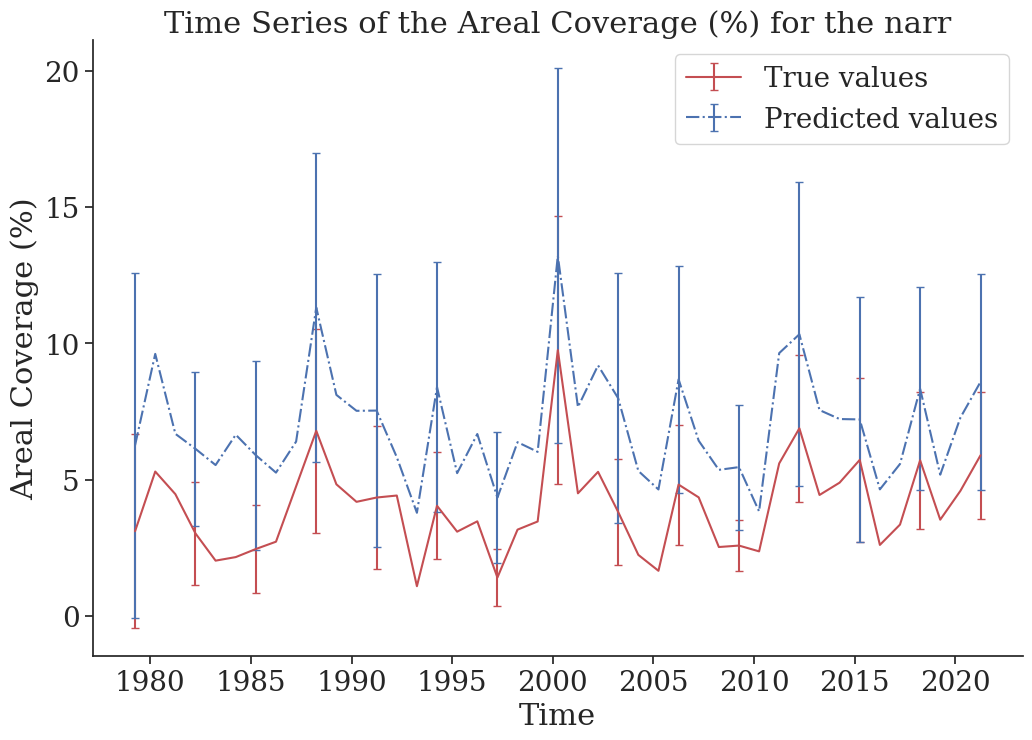 Time Series of the Areal Coverage (%) for the narr
True values
Predicted values
Areal Coverage (%)
20
15
10
5
0
1980 1985 1990 1995 2000 2005 2010 2015 2020
Time